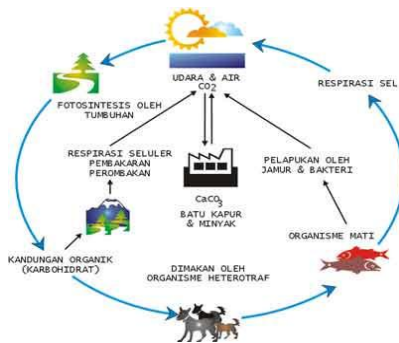 UDARA & AIR
CO2
RESPIRASI SEL
FOTOSINTESIS OLEH
TUMBUHAN
RESPIRASI SELULER
PEMBAKARAN
PEROMBAKAN
PELAPUKAN OLEH
JAMUR & BAKTERI
CaCO3
BATU KAPUR
& MINYAK
ORGANISME MATI
KANDUNGAN ORGANIK
(KARBOHIDRAT)
DIMAKAN OLEH
ORGANISME HETEROTRAF